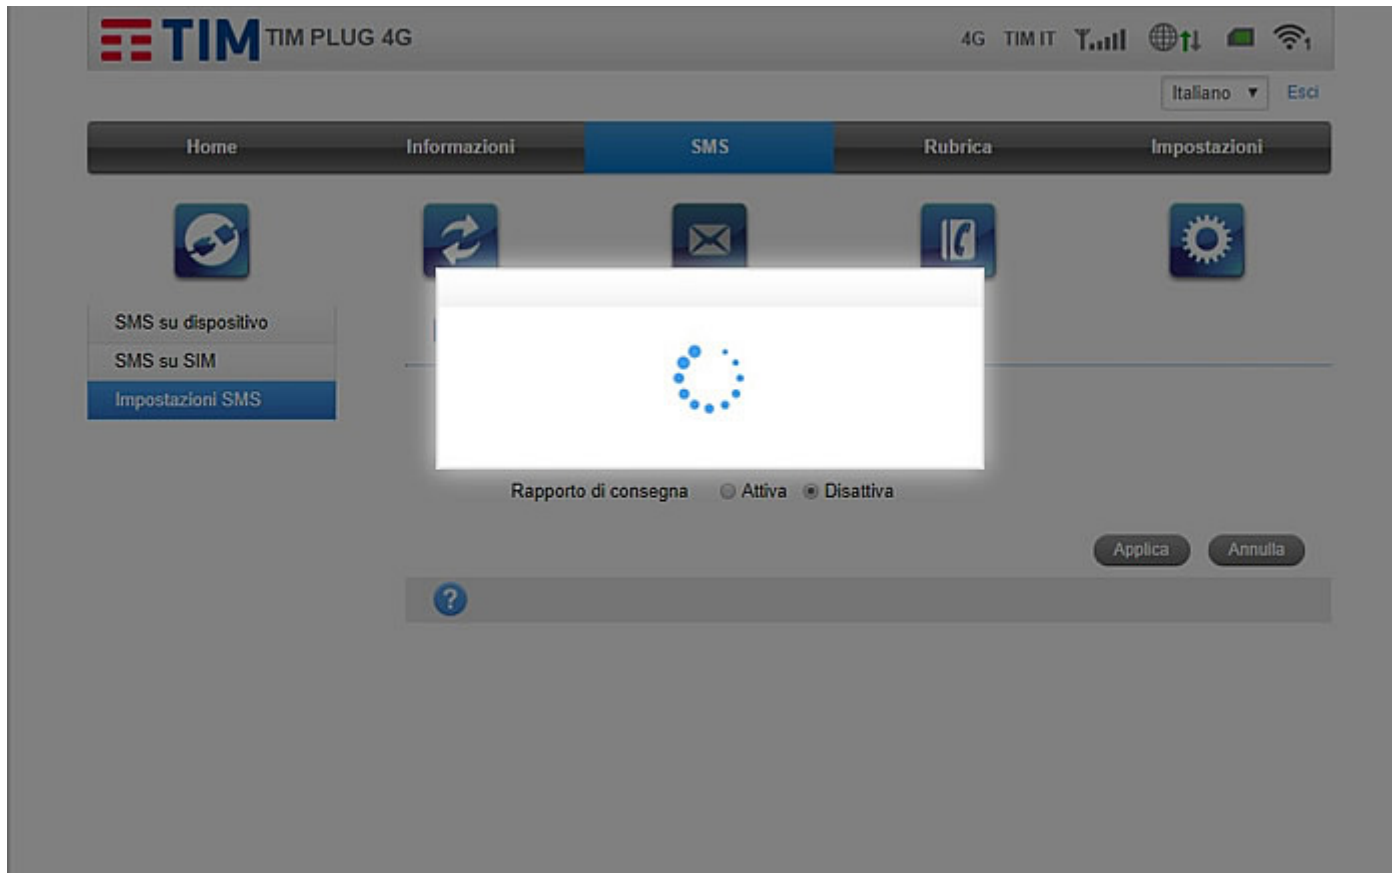 TIM TIM PLUG 4G 4G TIM IT 1
Italiano Esci
Home Informazioni SMS Rubrica Impostazioni
SMS su dispositivo
SMS su SIM
Impostazioni SMS
Rapporto di consegna Attiva Disattiva
Applica Annulla
?